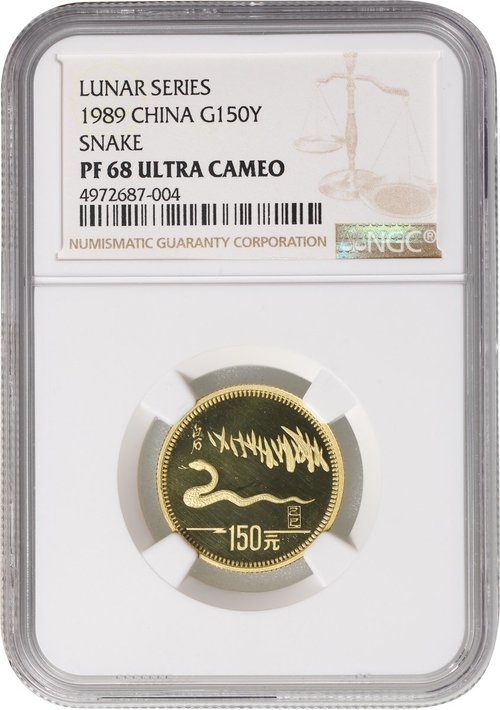 LUNAR SERIES
1989 CHINA G150Y
SNAKE
PF 68 ULTRA CAMEO
4972687-004
NUMISMATIC GUARANTY CORPORATION
NGC®
150元